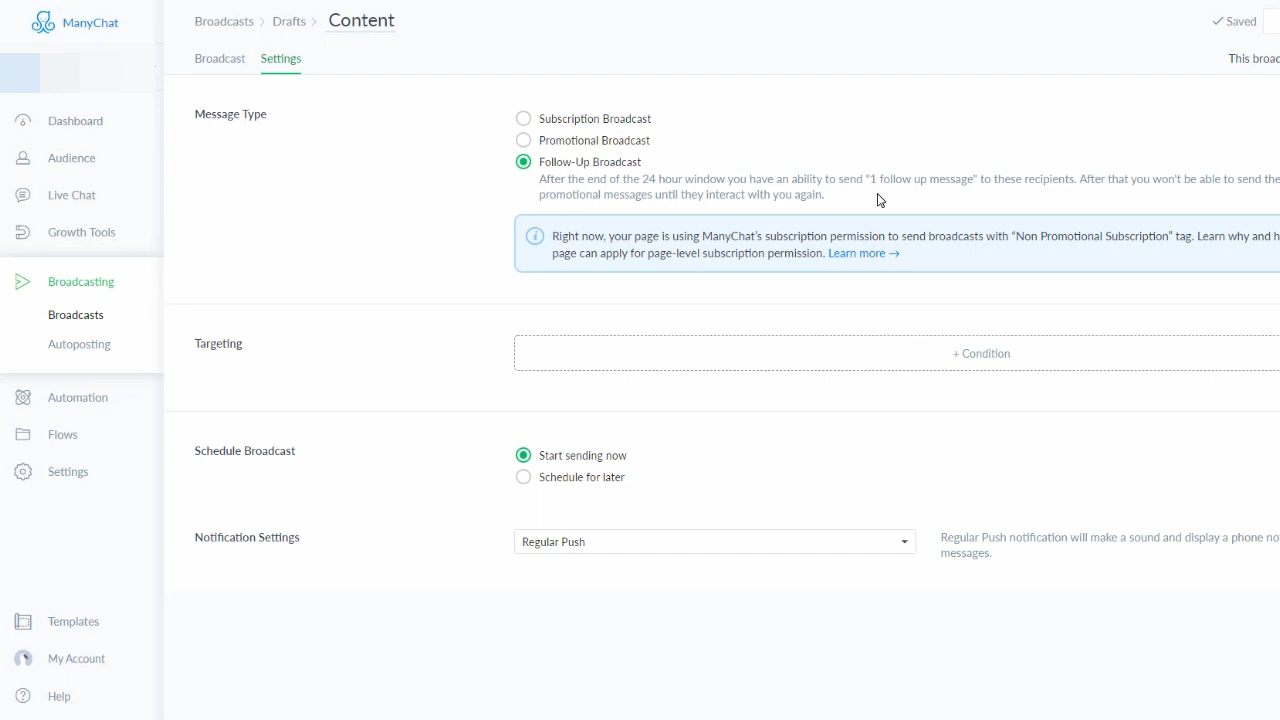 ManyChat
Broadcasts > Drafts > Content
Saved
Broadcast Settings
This broad
Dashboard
Audience
Live Chat
Growth Tools
Broadcasting
Broadcasts
Autoposting
Automation
Flows
Settings
Templates
My Account
Help
Message Type
Subscription Broadcast
Promotional Broadcast
Follow-Up Broadcast
After the end of the 24 hour window you have an ability to send "1 follow up message" to these recipients. After that you won't be able to send the
promotional messages until they interact with you again.
Right now, your page is using ManyChat's subscription permission to send broadcasts with “Non Promotional Subscription” tag. Learn why and h
page can apply for page-level subscription permission. Learn more →
Targeting
+ Condition
Schedule Broadcast
Start sending now
Schedule for later
Notification Settings
Regular Push
Regular Push notification will make a sound and display a phone no
messages.